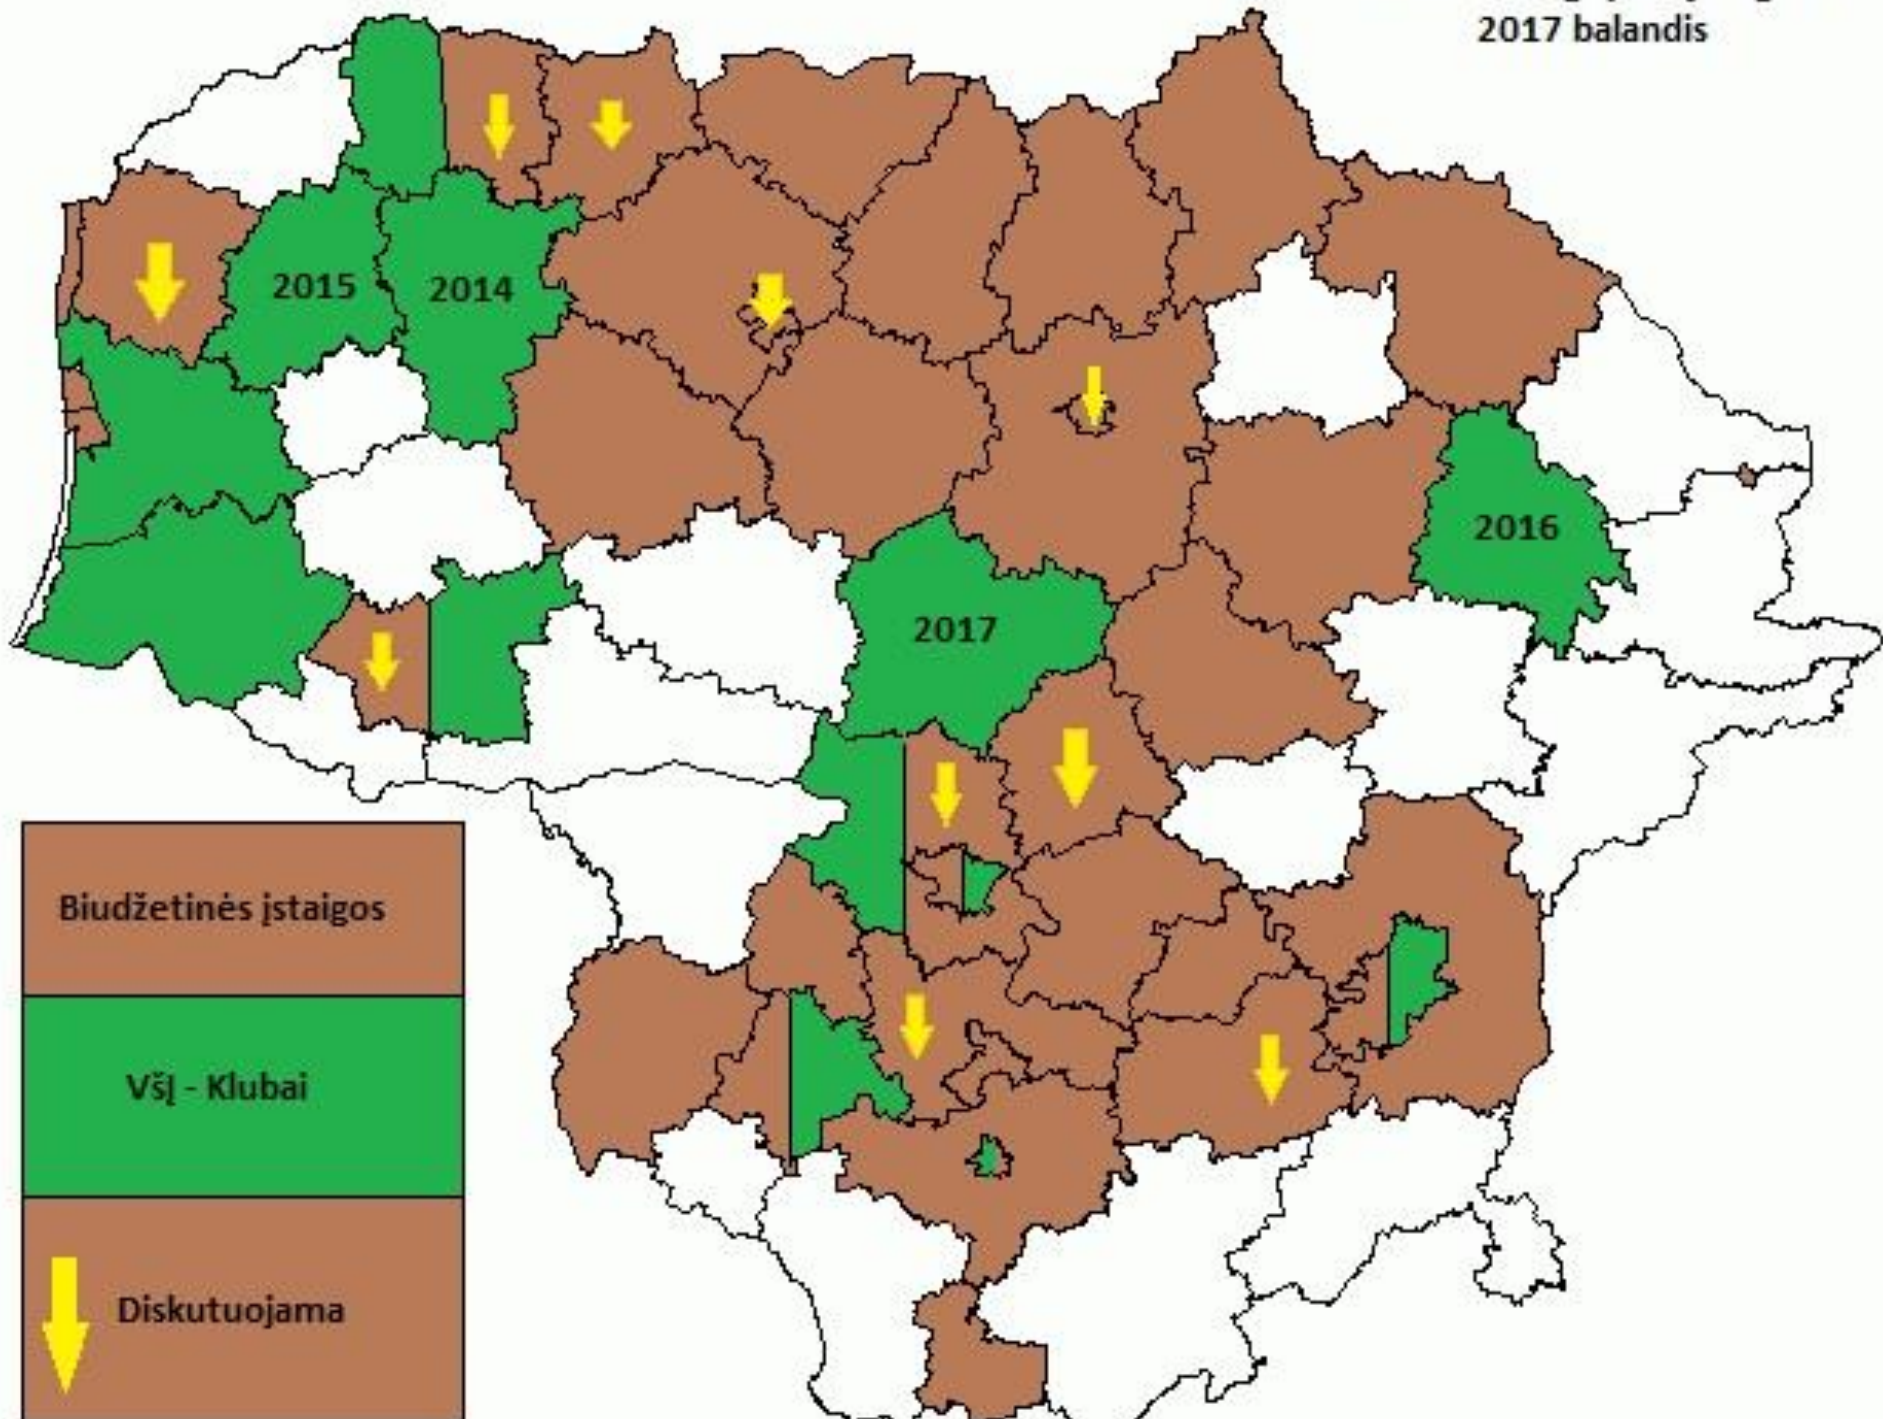 2017 balandis
2015
2014
2016
2017
Biudžetinės įstaigos
VšĮ - Klubai
Diskutuojama